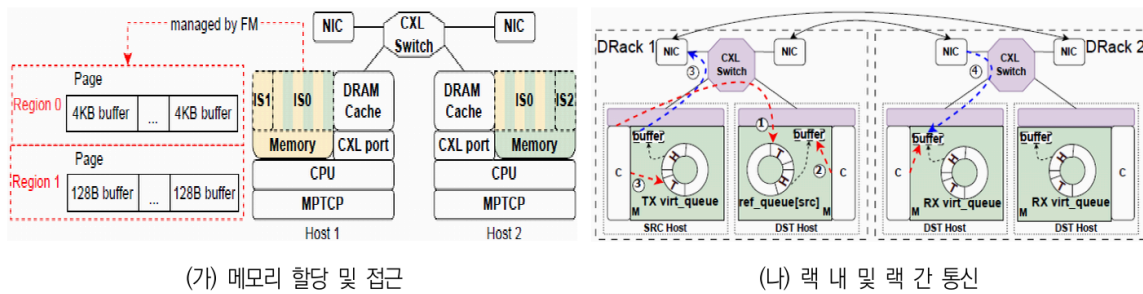 managed by FM
NIC
CXL
Switch
NIC
Page
Region 0
4KB buffer
...
4KB buffer
Page
Region 1
128B buffer
...
128B buffer
IS1
IS0
DRAM
Cache
Memory
CXL port
CPU
MPTCP
Host 1
DRAM
Cache
IS0
IS2
CXL port
Memory
CPU
MPTCP
Host 2
(가) 메모리 할당 및 접근
DRack 1
NIC
③
CXL
Switch
NIC
buffer
C
③
H
T
TX virt_queue
M
SRC Host
①
buffer
T
H
②
C
ref_queue[src]
M
DST Host
NIC
④
CXL
Switch
NIC
DRack 2
buffer
C
H
T
RX virt_queue
M
DST Host
buffer
C
H
T
RX virt_queue
M
DST Host
(나) 랙 내 및 랙 간 통신